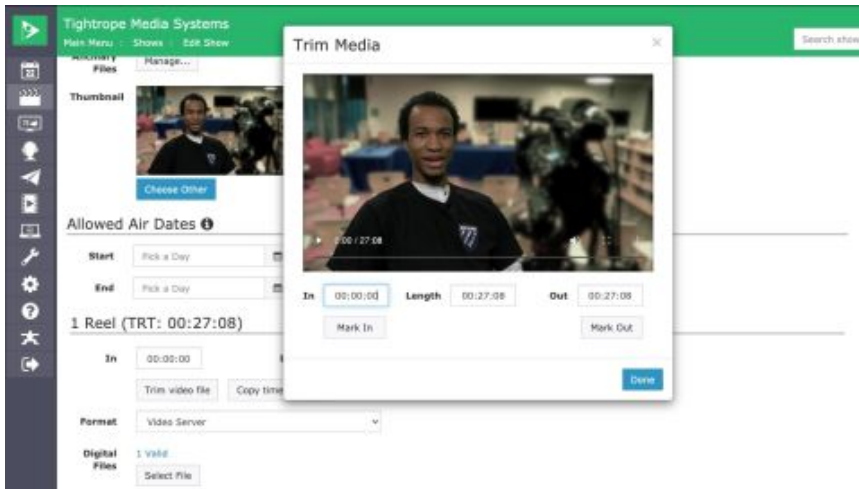 Tightrope Media Systems
Main Menu : Shows : Edit Show
Search show
Trim Media
×
Ancillary Files
Manage...
Thumbnail
Choose Other
0:00 / 27:08
Allowed Air Dates
Start
Pick a Day
End
Pick a Day
In
00:00:00
Length
00:27:08
Out
00:27:08
Mark In
Mark Out
Done
1 Reel (TRT: 00:27:08)
In
00:00:00
Trim video file
Copy time
Format
Video Server
Digital Files
1 Valid
Select File